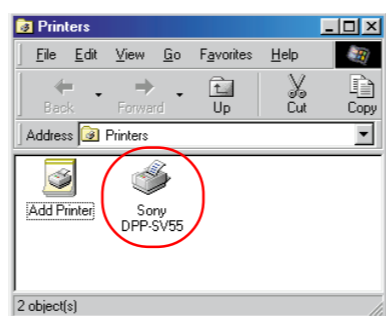 Printers
File Edit View Go Favorites Help
Back Forward Up Cut Copy
Address Printers
Add Printer
Sony
DPP-SV55
2 object(s)